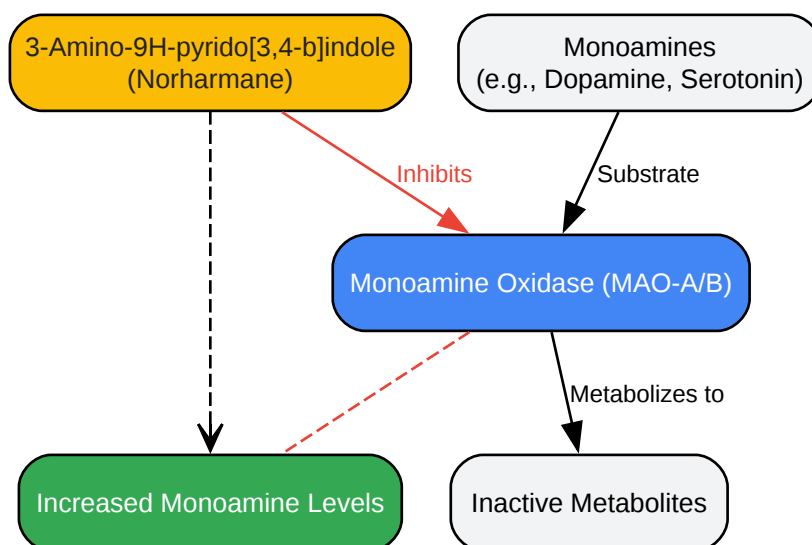 3-Amino-9H-pyrido[3,4-b]indole
(Norharmane)
Monoamines
(e.g., Dopamine, Serotonin)
Inhibits
Substrate
Monoamine Oxidase (MAO-A/B)
Metabolizes to
Increased Monoamine Levels
Inactive Metabolites